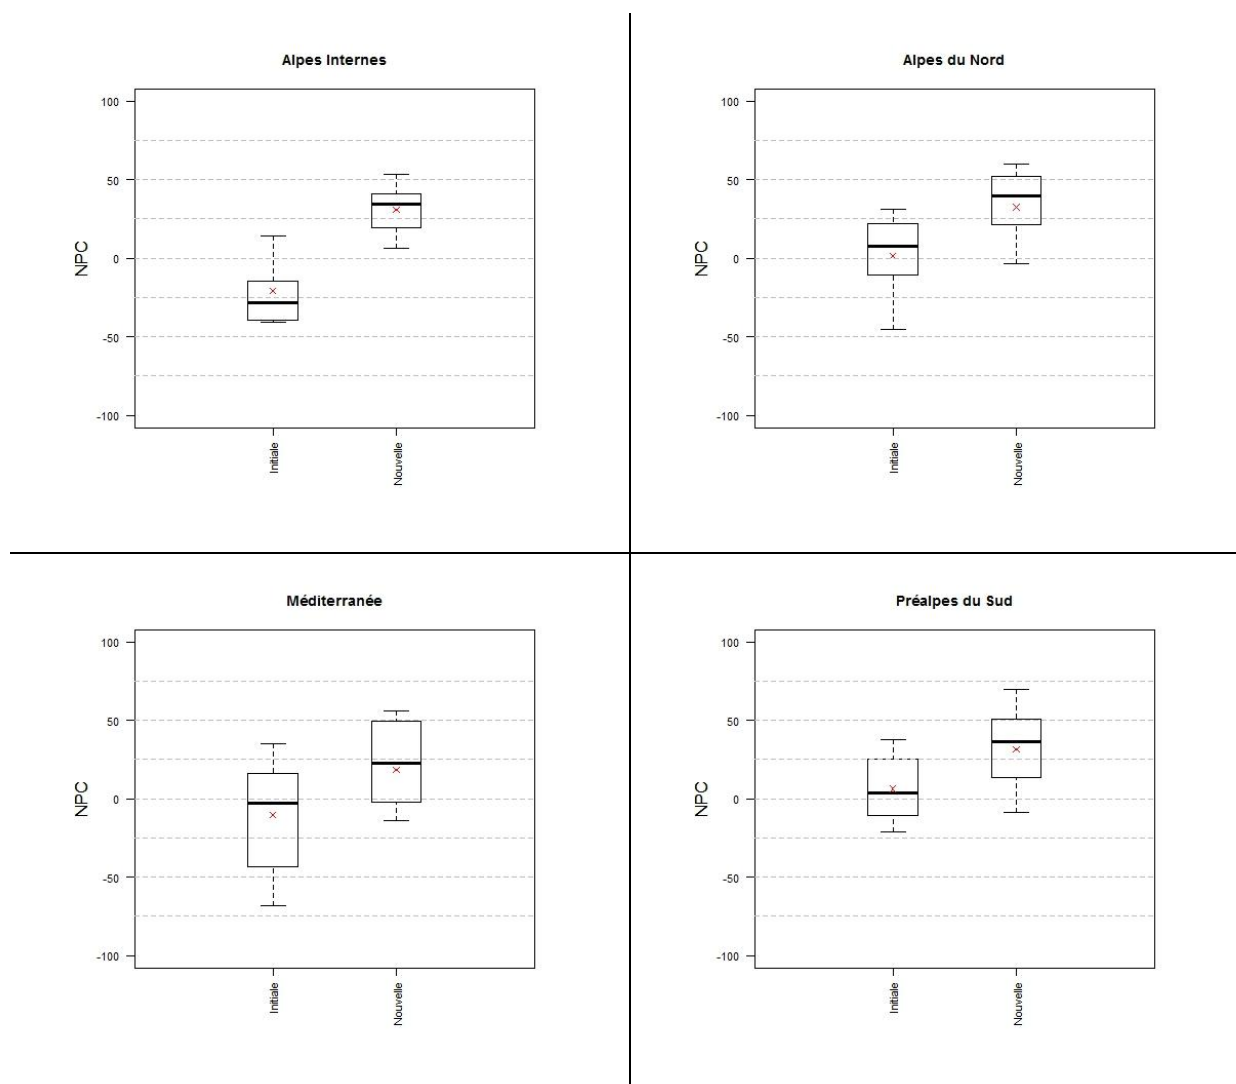 Alpes Internes
100
50
0
-50
-100
NPC
Initiale
Nouvelle
Alpes du Nord
100
50
0
-50
-100
NPC
Initiale
Nouvelle
Méditerranée
100
50
0
-50
-100
NPC
Initiale
Nouvelle
Préalpes du Sud
100
50
0
-50
-100
NPC
Initiale
Nouvelle